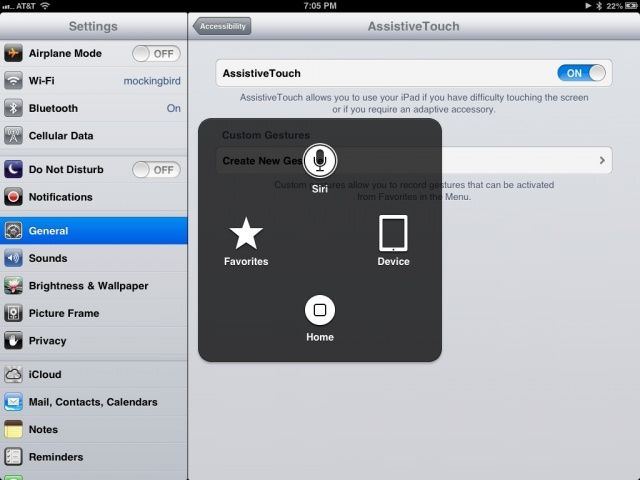 AT&T
7:05 PM
22%
Settings
Airplane Mode OFF
Wi-Fi mockingbird
Bluetooth On
Cellular Data
Do Not Disturb OFF
Notifications
General
Sounds
Brightness & Wallpaper
Picture Frame
Privacy
iCloud
Mail, Contacts, Calendars
Notes
Reminders
Accessibility
AssistiveTouch
AssistiveTouch ON
AssistiveTouch allows you to use your iPad if you have difficulty touching the screen
or if you require an adaptive accessory.
Custom Gestures
Create New Ges
Custom gestures allow you to record gestures that can be activated
from Favorites in the Menu.
Siri
Favorites
Device
Home